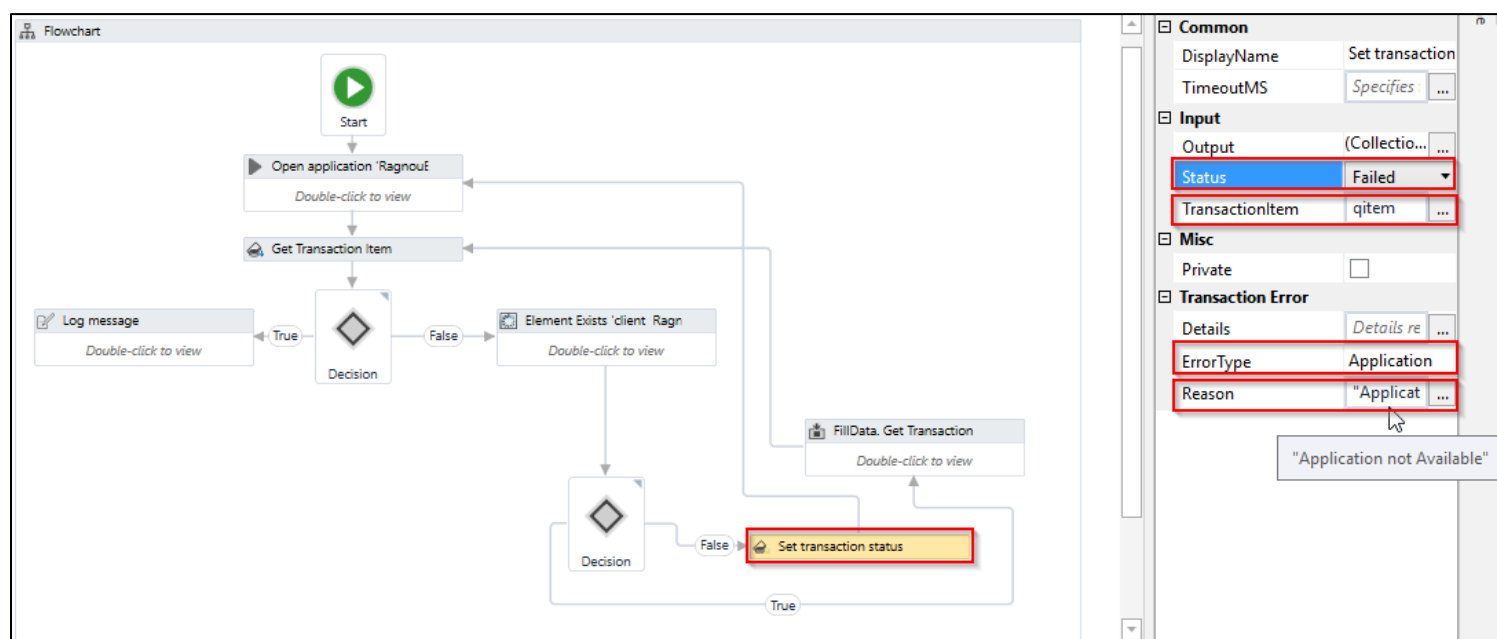 Flowchart
Start
Open application 'RagnouE
Double-click to view
Get Transaction Item
Log message
Double-click to view
True
Decision
False
Element Exists 'client Ragn
Double-click to view
FillData. Get Transaction
Double-click to view
Decision
False
Set transaction status
True
Common
DisplayName Set transaction
TimeoutMS Specifies ...
Input
Output (Collectio... ...
Status Failed
TransactionItem qitem ...
Misc
Private
Transaction Error
Details Details re ...
ErrorType Application
Reason "Applicat ...
"Application not Available"